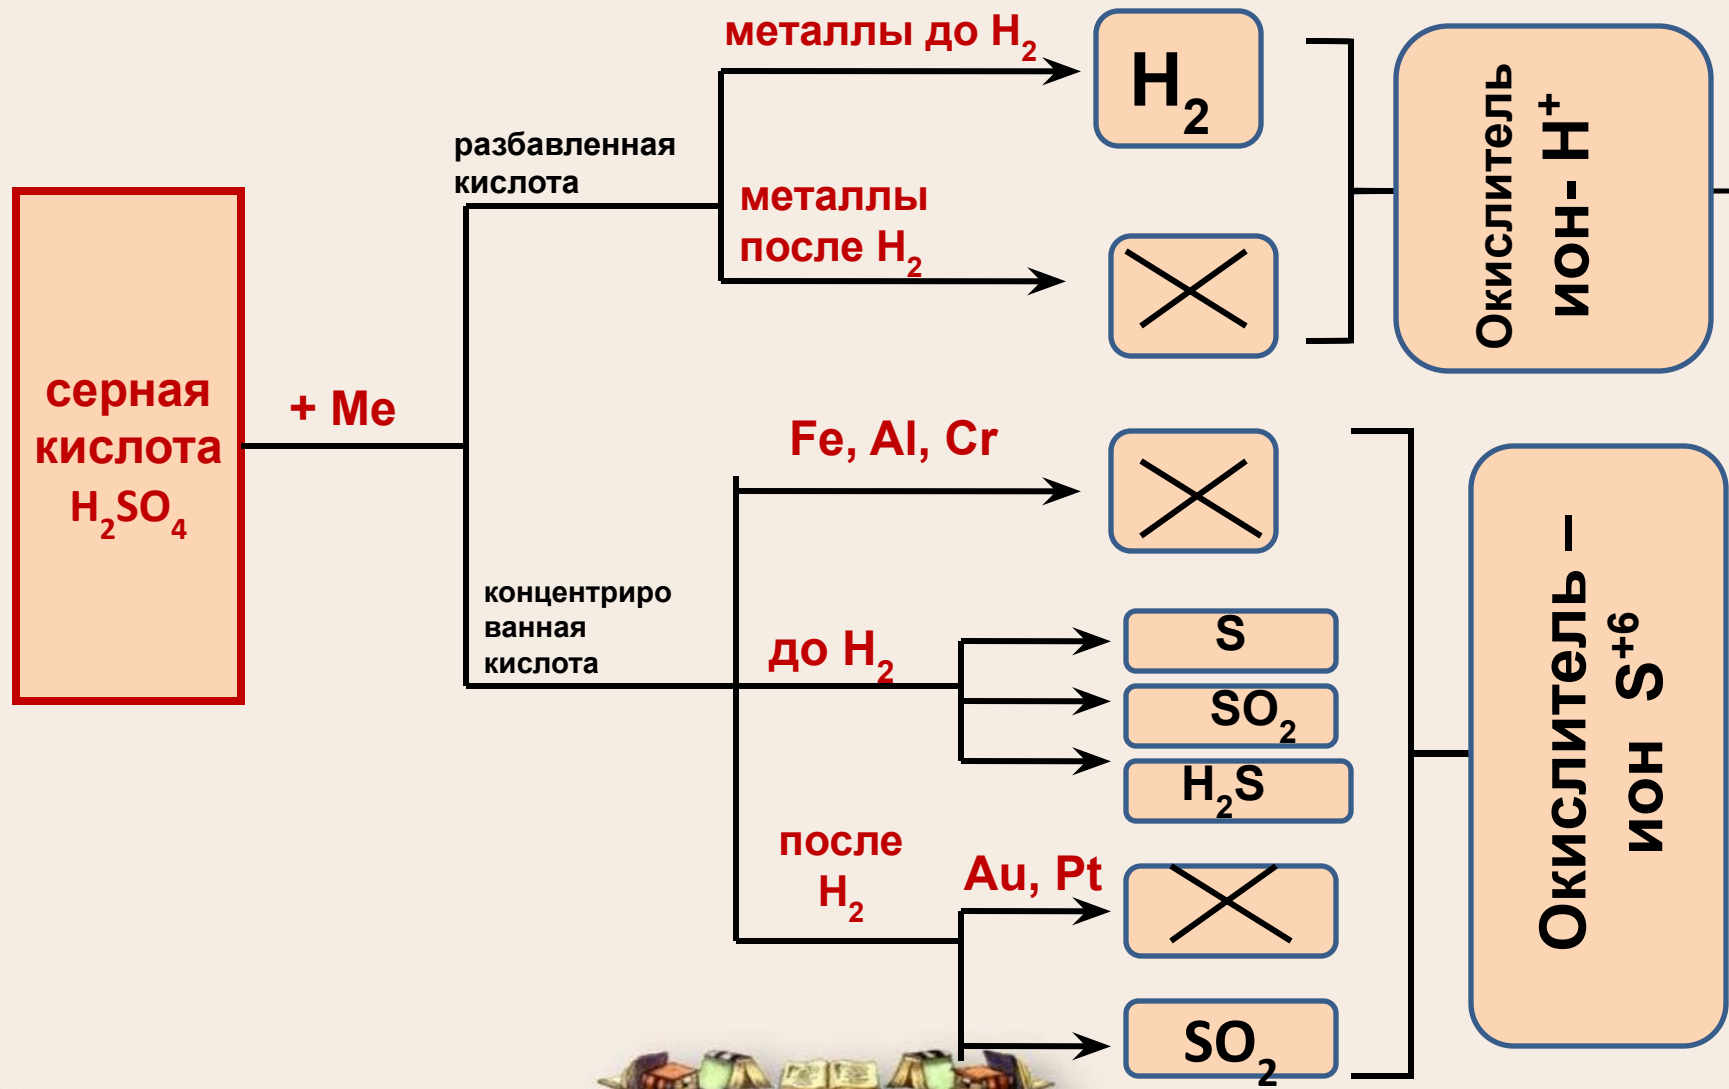 металлы до H₂
H₂
разбавленная
кислота
металлы
после H₂
Окислитель
ион- H⁺
серная
кислота
H₂SO₄
+ Me
Fe, Al, Cr
концентриро
ванная
кислота
до H₂
S
SO₂
H₂S
после
H₂
Au, Pt
SO₂
Окислитель –
ион S⁺⁶